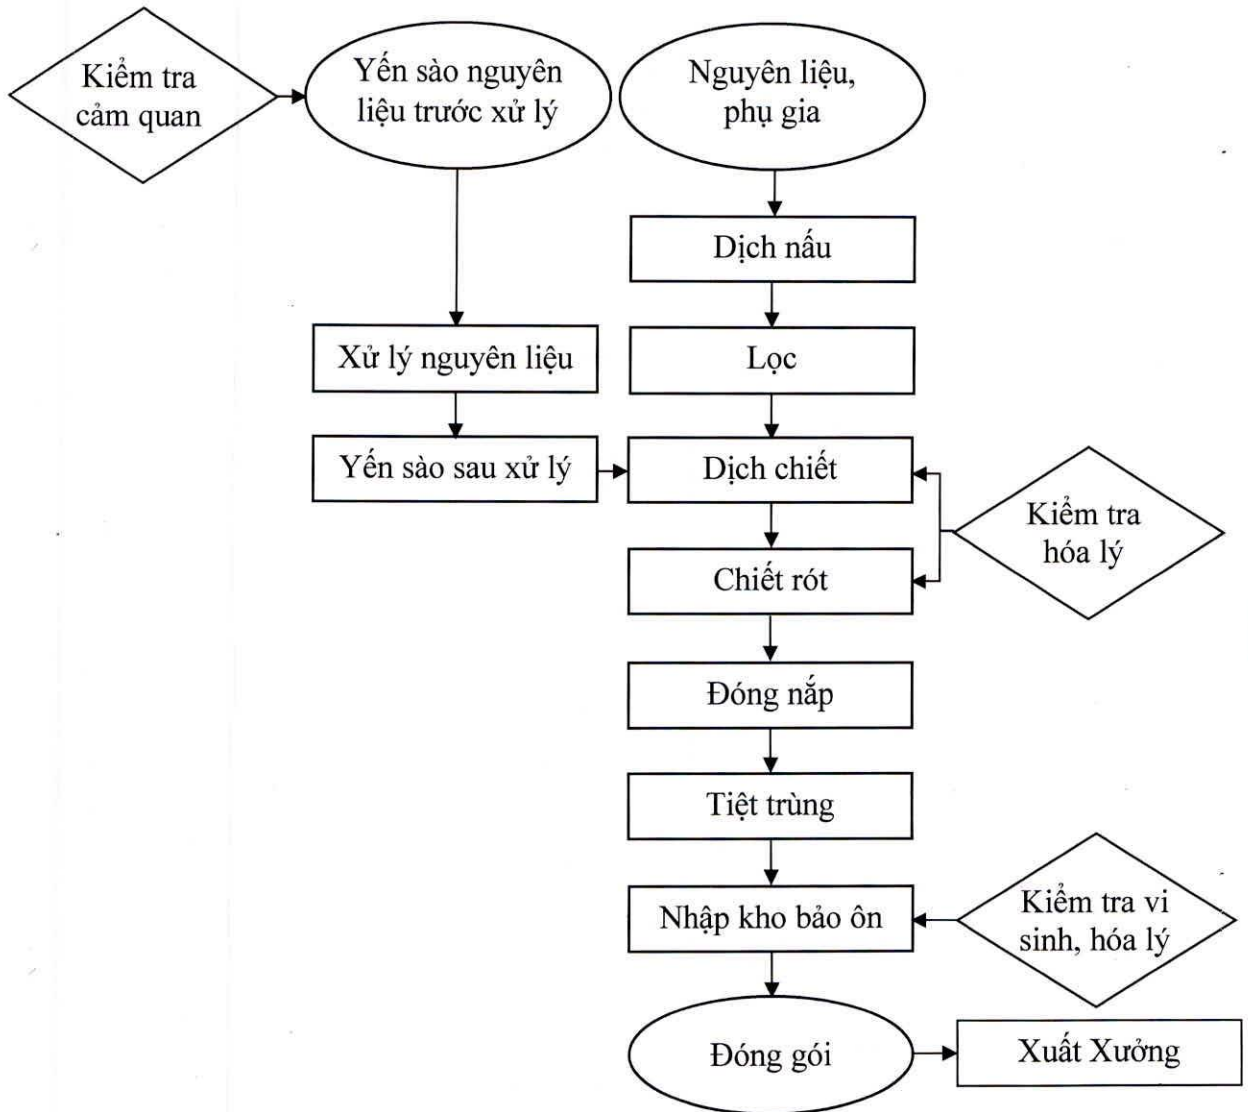 Kiểm tra
cảm quan
Yến sào nguyên
liệu trước xử lý
Nguyên liệu,
phụ gia
Dịch nấu
Xử lý nguyên liệu
Lọc
Yến sào sau xử lý
Dịch chiết
Kiểm tra
hóa lý
Chiết rót
Đóng nắp
Tiệt trùng
Nhập kho bảo ôn
Kiểm tra vi
sinh, hóa lý
Đóng gói
Xuất Xưởng